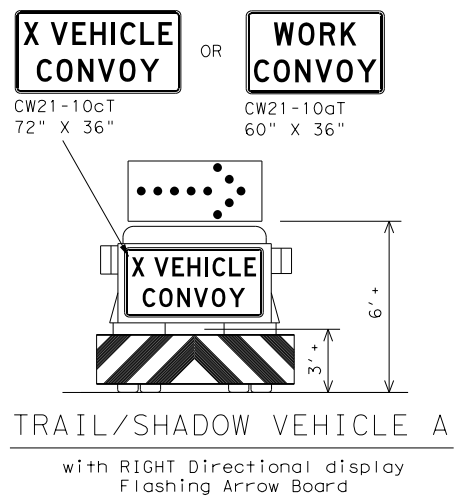 X VEHICLE
CONVOY
OR
WORK
CONVOY
CW21-10cT
72" X 36"
CW21-10aT
60" X 36"
X VEHICLE
CONVOY
6' +
3' +
TRAIL/SHADOW VEHICLE A
with RIGHT Directional display
Flashing Arrow Board